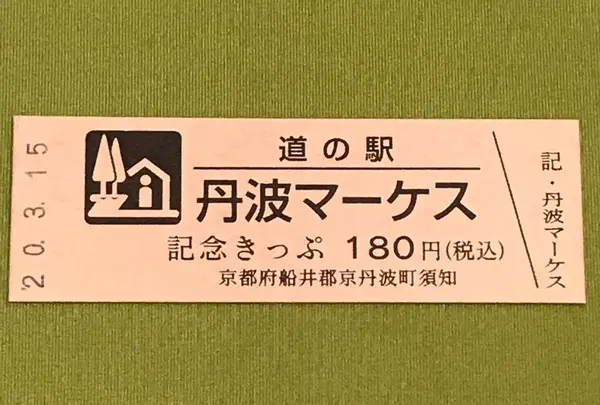 '20.3.15
道の駅
丹波マーケス
記念きっぷ 180円(税込)
京都府船井郡京丹波町須知
記・丹波マーケス